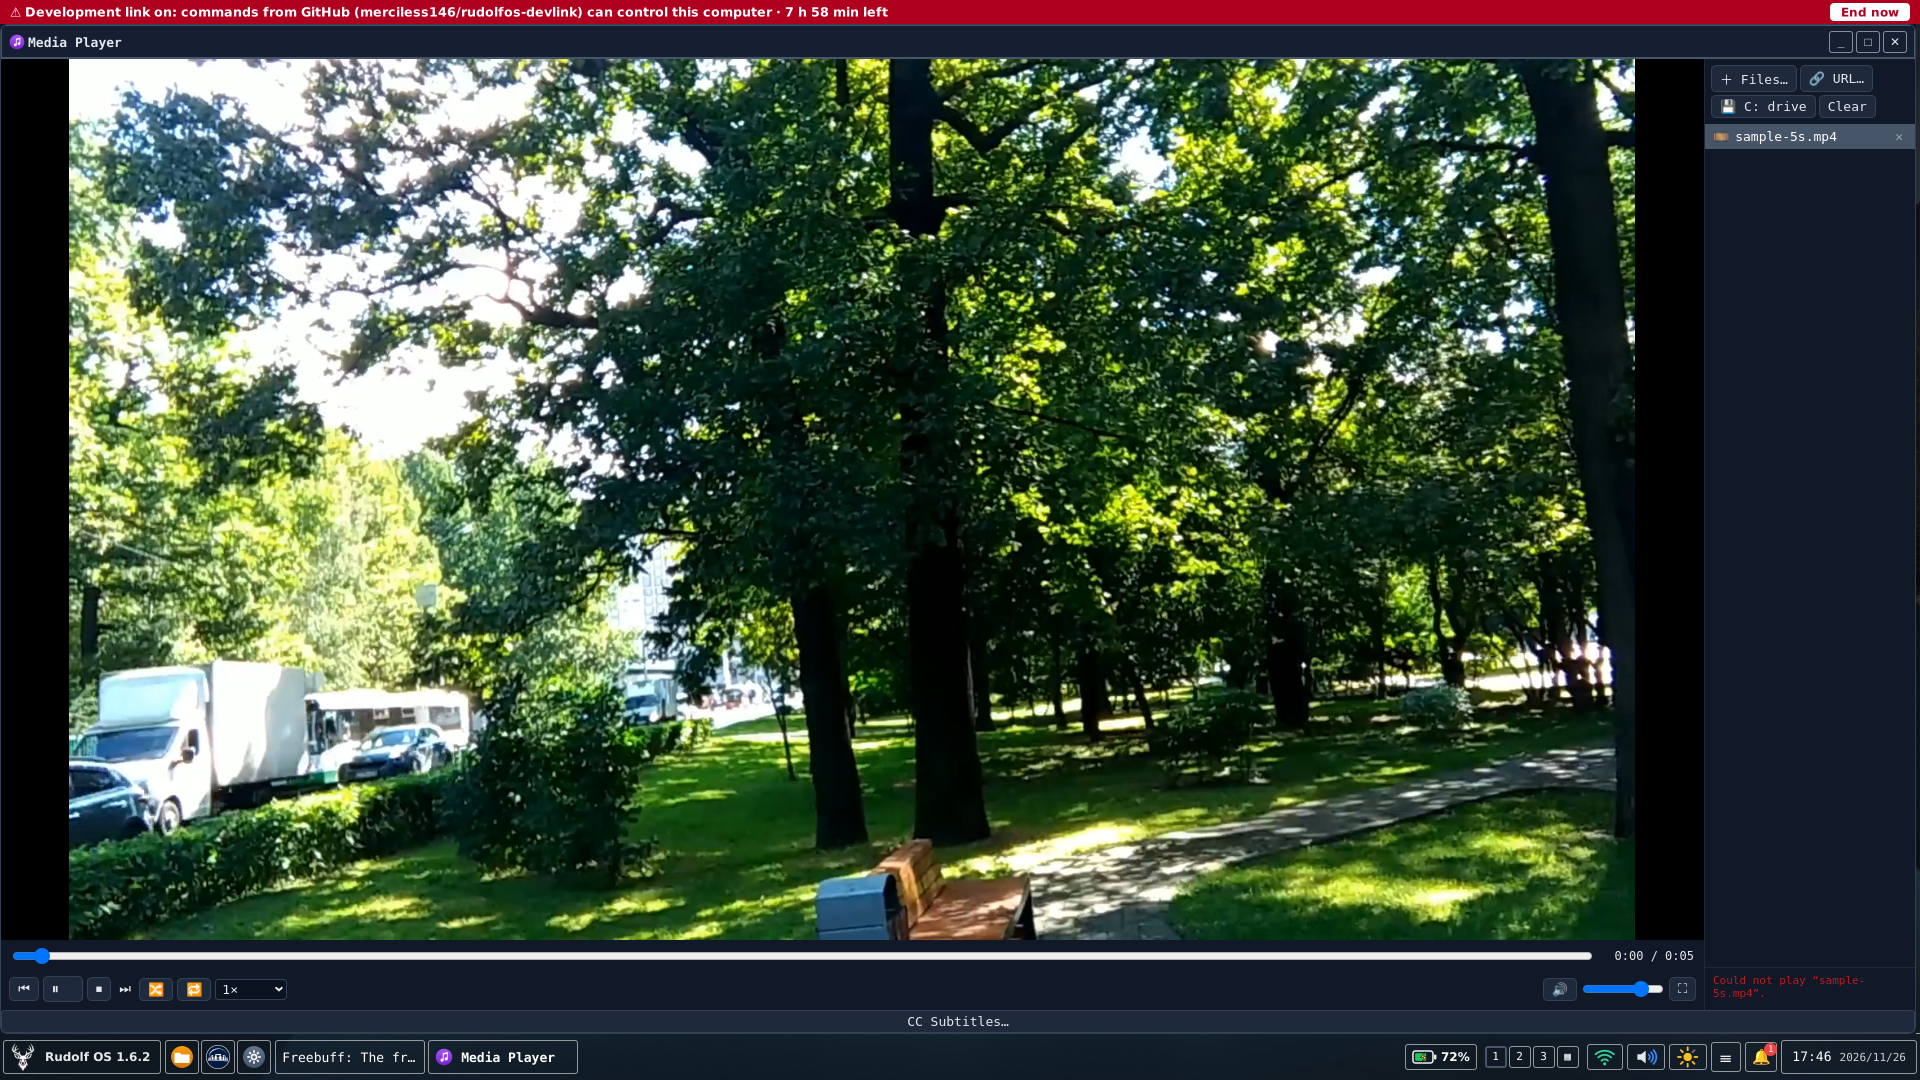 ⚠ Development link on: commands from GitHub (merciless146/rudolfos-devlink) can control this computer · 7 h 58 min left
End now
Media Player
+ Files…
URL…
C: drive
Clear
sample-5s.mp4
0:00 / 0:05
1×
Could not play “sample-
5s.mp4”.
CC Subtitles…
Rudolf OS 1.6.2
Freebuff: The fr…
Media Player
72%
1
2
3
1
17:46 2026/11/26